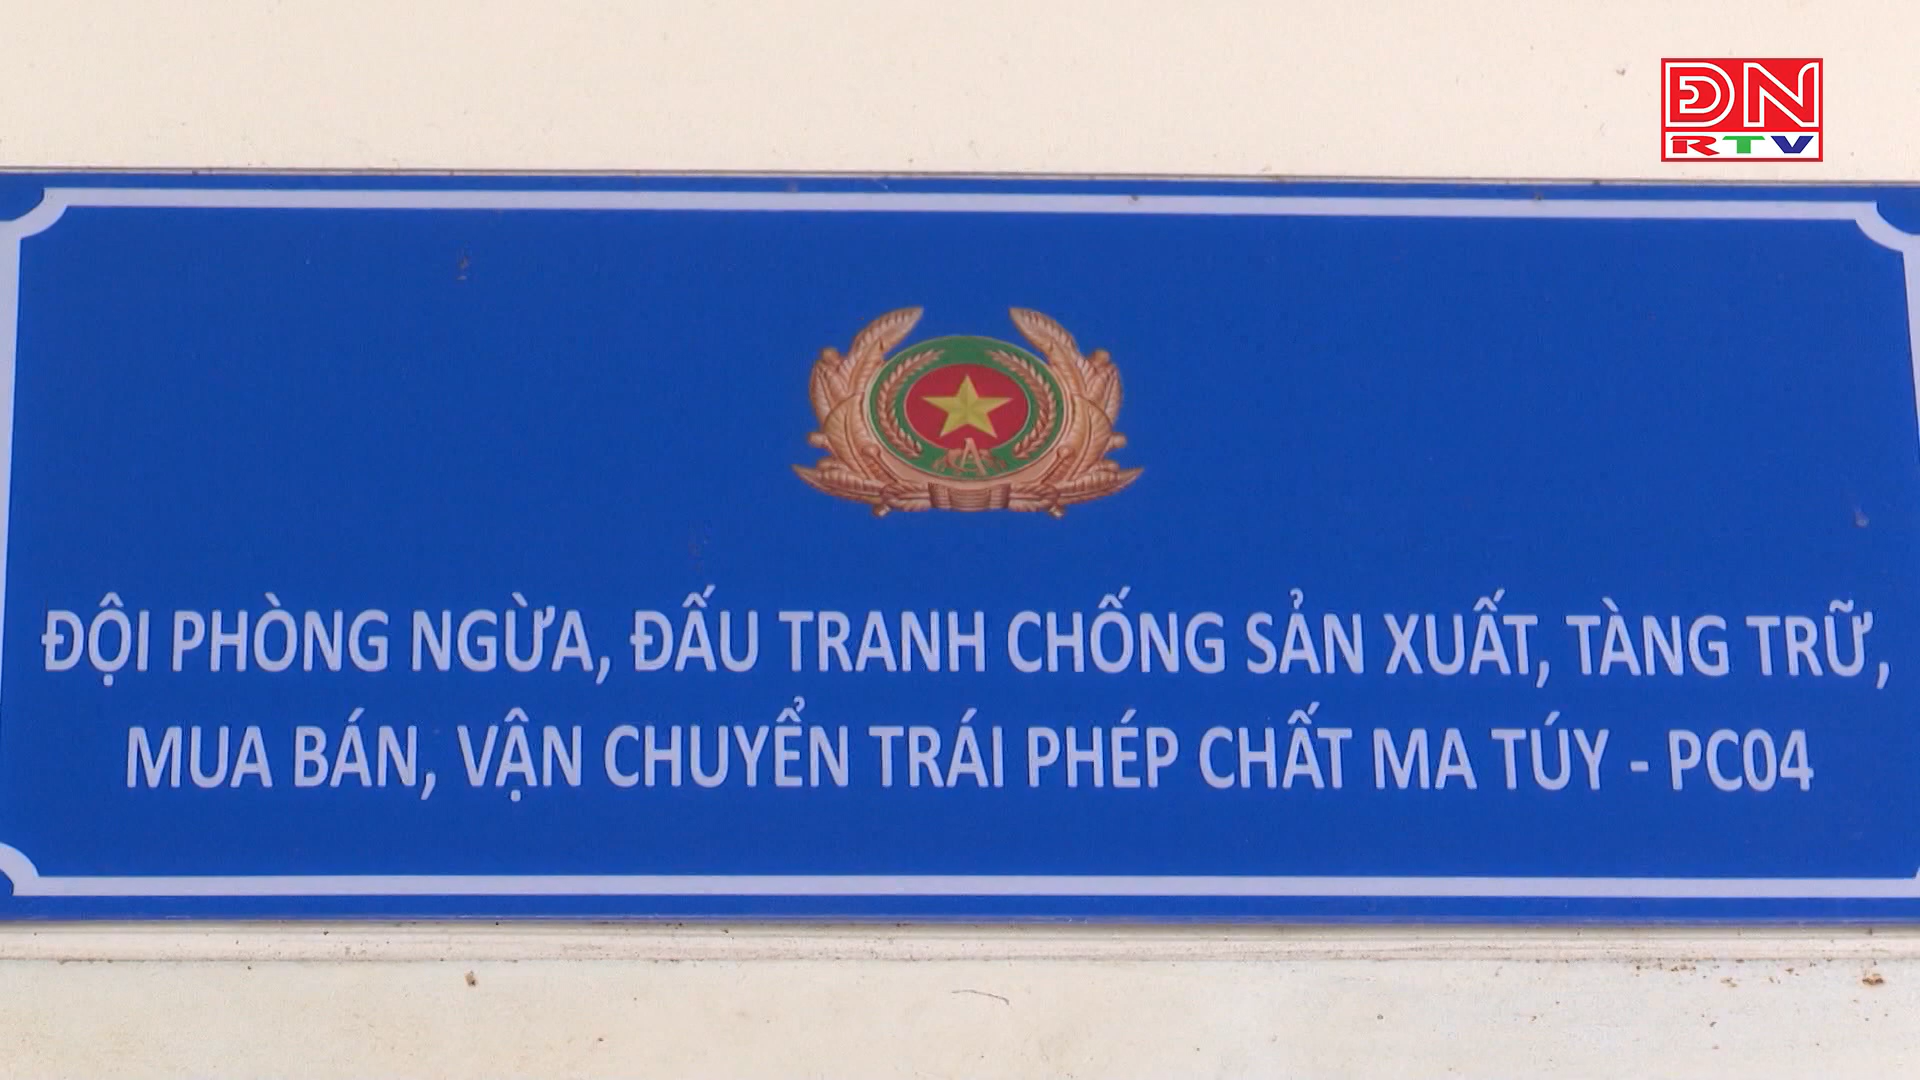 ĐN
RTV
ĐỘI PHÒNG NGỪA, ĐẤU TRANH CHỐNG SẢN XUẤT, TÀNG TRỮ,
MUA BÁN, VẬN CHUYỂN TRÁI PHÉP CHẤT MA TÚY - PC04